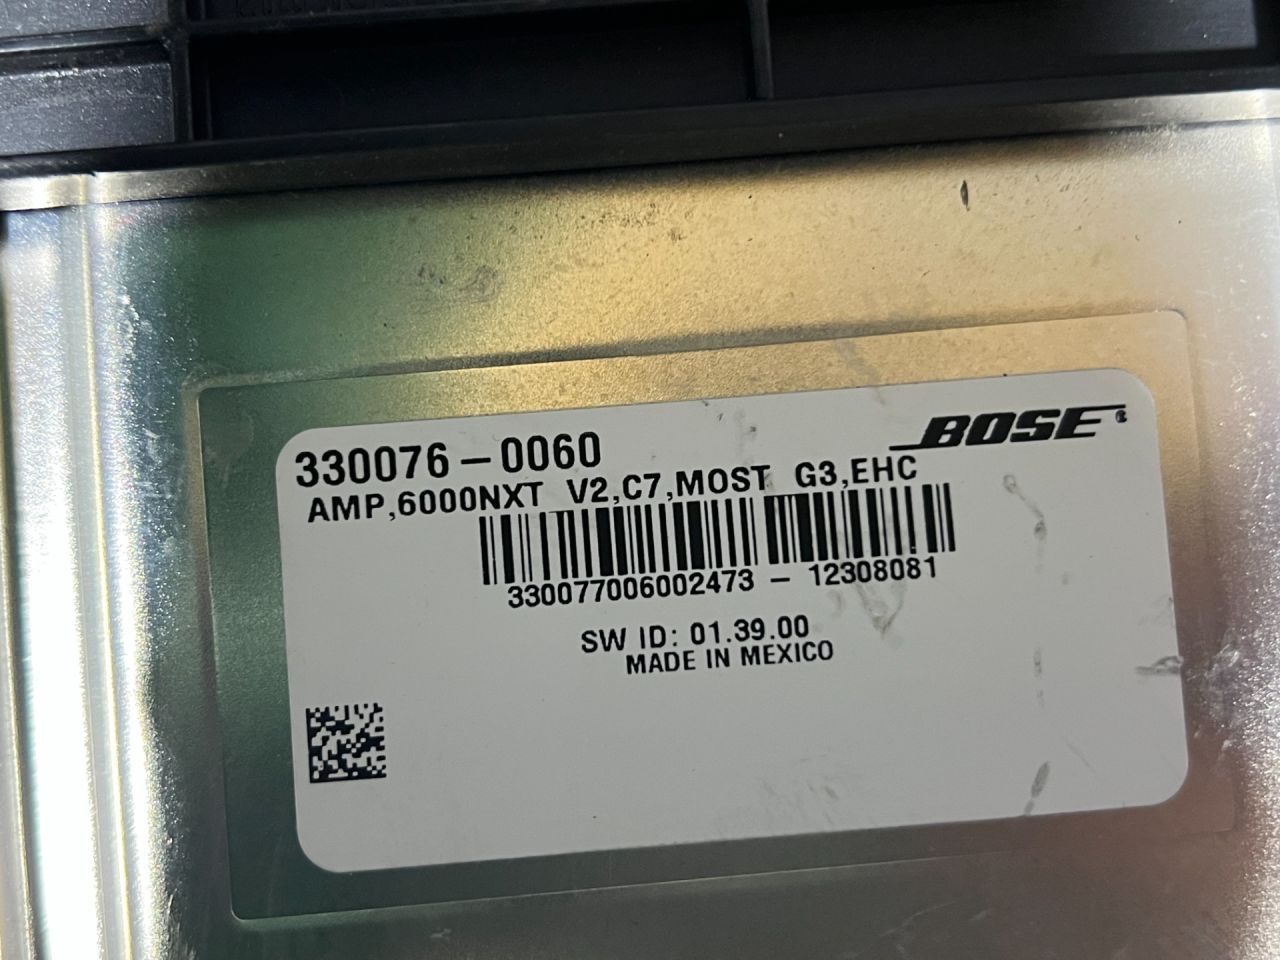 BOSE
330076-0060
AMP,6000NXT V2,C7,MOST G3,EHC
330077006002473 - 12308081
SW ID: 01.39.00
MADE IN MEXICO